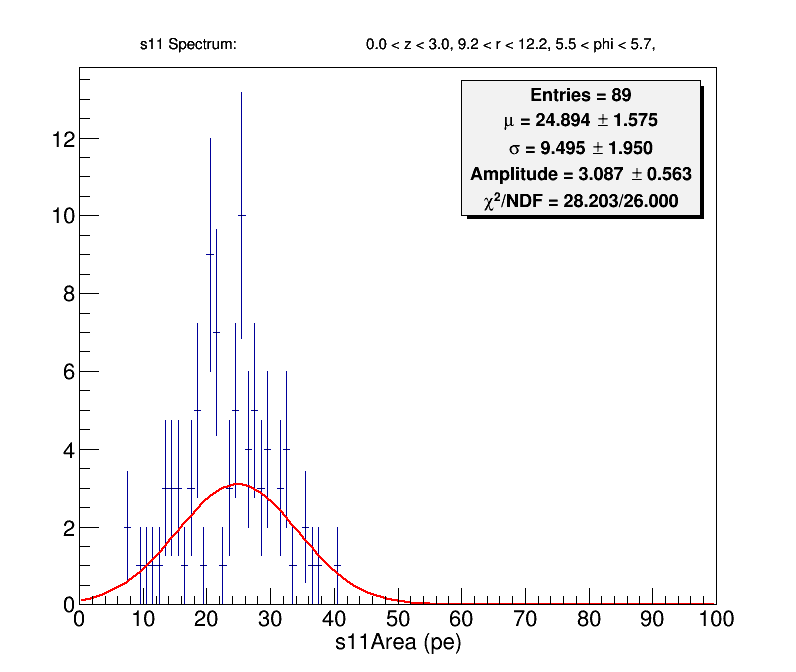 s11 Spectrum: 0.0 < z < 3.0, 9.2 < r < 12.2, 5.5 < phi < 5.7,
Entries = 89
μ = 24.894 ± 1.575
σ = 9.495 ± 1.950
Amplitude = 3.087 ± 0.563
χ²/NDF = 28.203/26.000
12
10
8
6
4
2
0
0 10 20 30 40 50 60 70 80 90 100
s11Area (pe)